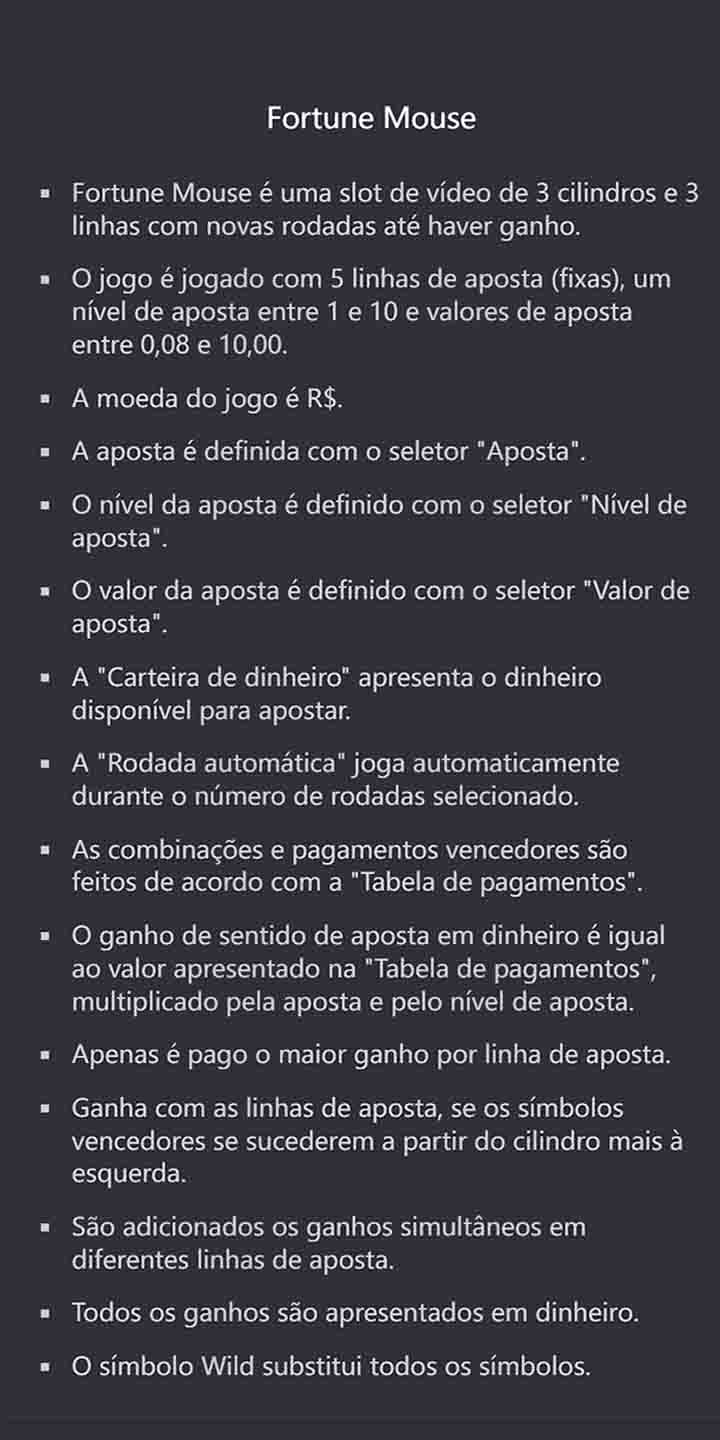 Fortune Mouse
▪ Fortune Mouse é uma slot de vídeo de 3 cilindros e 3
linhas com novas rodadas até haver ganho.
▪ O jogo é jogado com 5 linhas de aposta (fixas), um
nível de aposta entre 1 e 10 e valores de aposta
entre 0,08 e 10,00.
▪ A moeda do jogo é R$.
▪ A aposta é definida com o seletor "Aposta".
▪ O nível da aposta é definido com o seletor "Nível de
aposta".
▪ O valor da aposta é definido com o seletor "Valor de
aposta".
▪ A "Carteira de dinheiro" apresenta o dinheiro
disponível para apostar.
▪ A "Rodada automática" joga automaticamente
durante o número de rodadas selecionado.
▪ As combinações e pagamentos vencedores são
feitos de acordo com a "Tabela de pagamentos".
▪ O ganho de sentido de aposta em dinheiro é igual
ao valor apresentado na "Tabela de pagamentos",
multiplicado pela aposta e pelo nível de aposta.
▪ Apenas é pago o maior ganho por linha de aposta.
▪ Ganha com as linhas de aposta, se os símbolos
vencedores se sucederem a partir do cilindro mais à
esquerda.
▪ São adicionados os ganhos simultâneos em
diferentes linhas de aposta.
▪ Todos os ganhos são apresentados em dinheiro.
▪ O símbolo Wild substitui todos os símbolos.